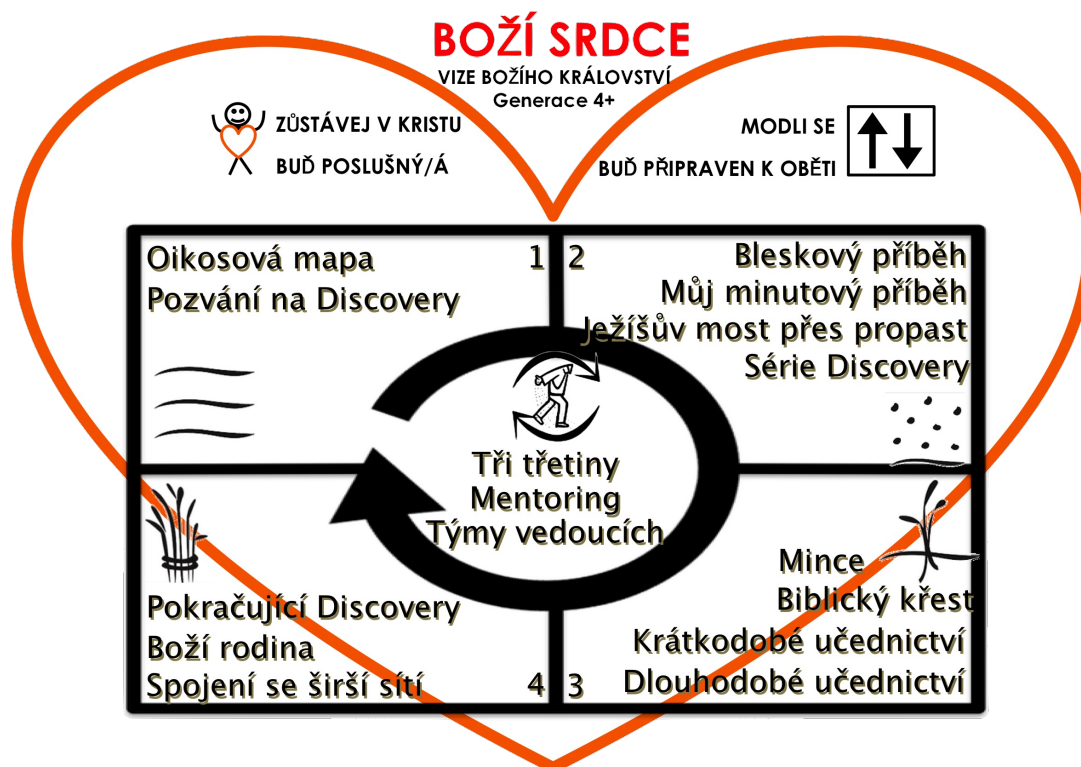 BOŽÍ SRDCE
VIZE BOŽÍHO KRÁLOVSTVÍ
Generace 4+
ZŮSTÁVEJ V KRISTU
BUĎ POSLUŠNÝ/Á
MODLI SE
BUĎ PŘIPRAVEN K OBĚTI
Oikosová mapa 1
Pozvání na Discovery
2 Bleskový příběh
Můj minutový příběh
Ježíšův most přes propast
Série Discovery
Tři třetiny
Mentoring
Týmy vedoucích
Mince
Biblický křest
Krátkodobé učednictví
3 Dlouhodobé učednictví
Pokračující Discovery
Boží rodina
Spojení se širší sítí 4